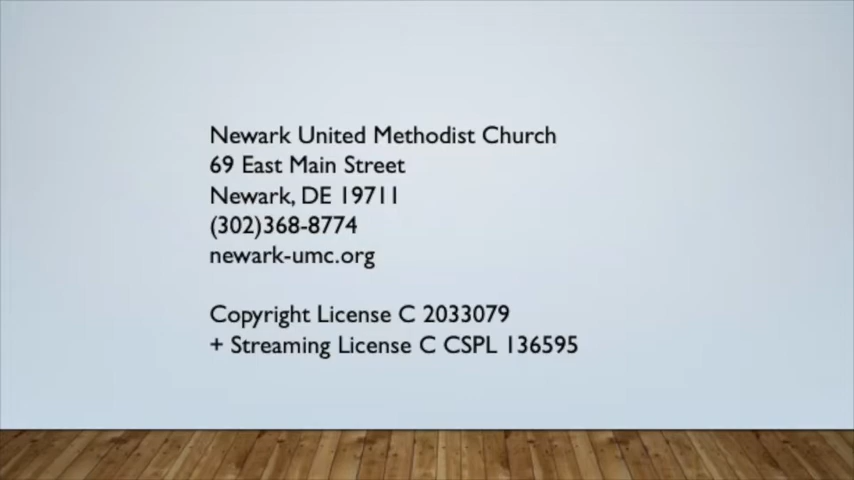 Newark United Methodist Church
69 East Main Street
Newark, DE 19711
(302)368-8774
newark-umc.org
Copyright License C 2033079
+ Streaming License C CSPL 136595